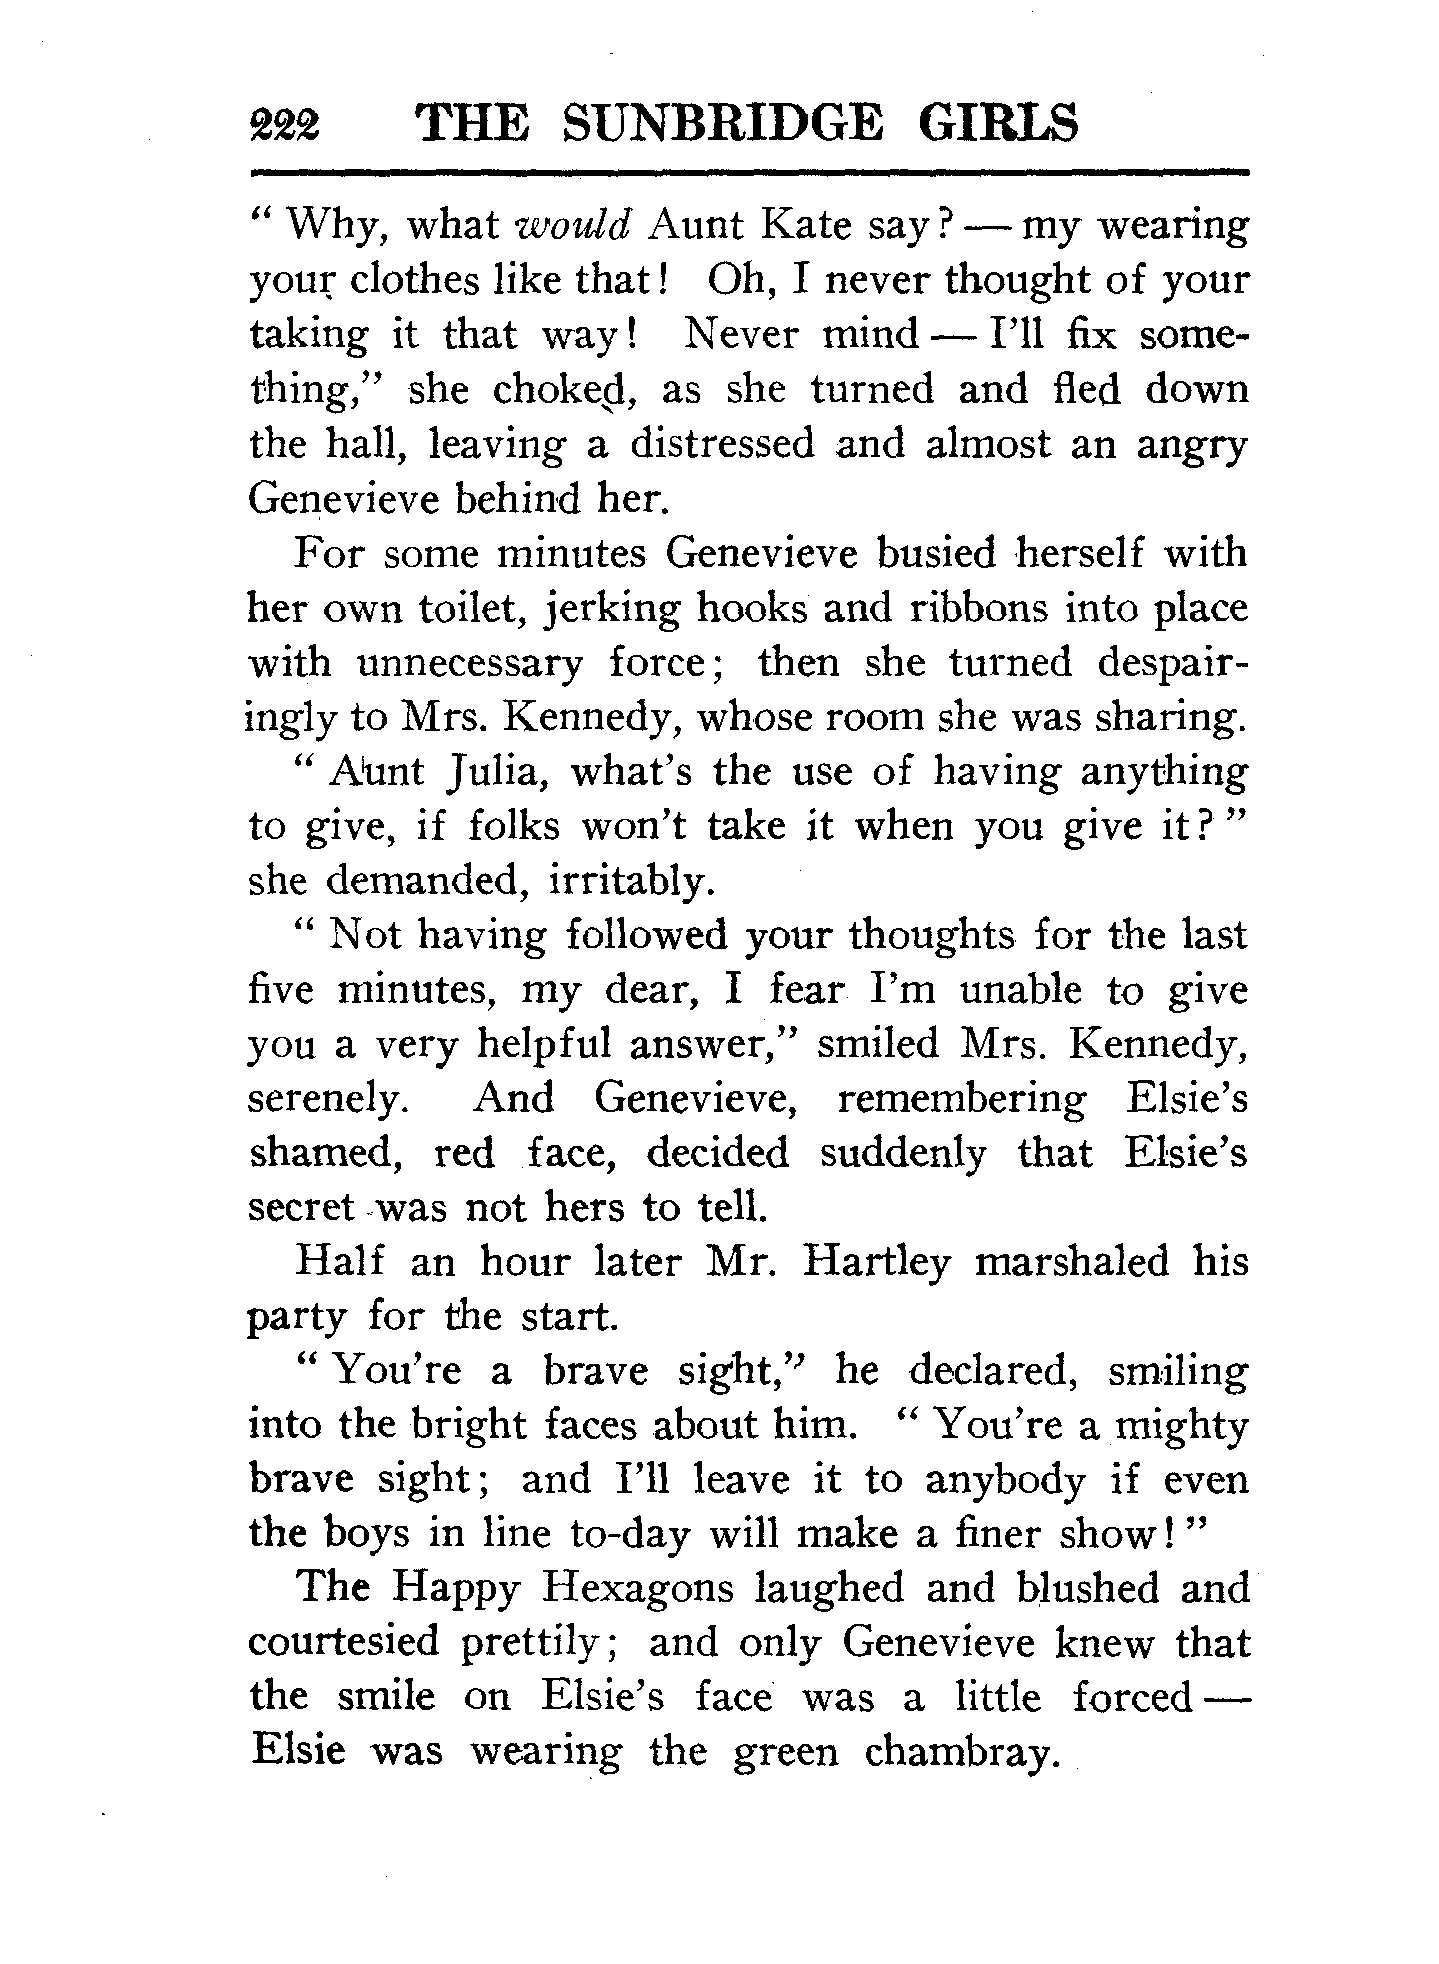 222 THE SUNBRIDGE GIRLS
" Why, what would Aunt Kate say? — my wearing
your clothes like that! Oh, I never thought of your
taking it that way! Never mind — I'll fix some-
thing," she choked, as she turned and fled down
the hall, leaving a distressed and almost an angry
Genevieve behind her.
For some minutes Genevieve busied herself with
her own toilet, jerking hooks and ribbons into place
with unnecessary force; then she turned despair-
ingly to Mrs. Kennedy, whose room she was sharing.
" Aunt Julia, what's the use of having anything
to give, if folks won't take it when you give it? "
she demanded, irritably.
" Not having followed your thoughts for the last
five minutes, my dear, I fear I'm unable to give
you a very helpful answer," smiled Mrs. Kennedy,
serenely. And Genevieve, remembering Elsie's
shamed, red face, decided suddenly that Elsie's
secret was not hers to tell.
Half an hour later Mr. Hartley marshaled his
party for the start.
" You're a brave sight," he declared, smiling
into the bright faces about him. " You're a mighty
brave sight; and I'll leave it to anybody if even
the boys in line to-day will make a finer show! "
The Happy Hexagons laughed and blushed and
courtesied prettily; and only Genevieve knew that
the smile on Elsie's face was a little forced —
Elsie was wearing the green chambray.